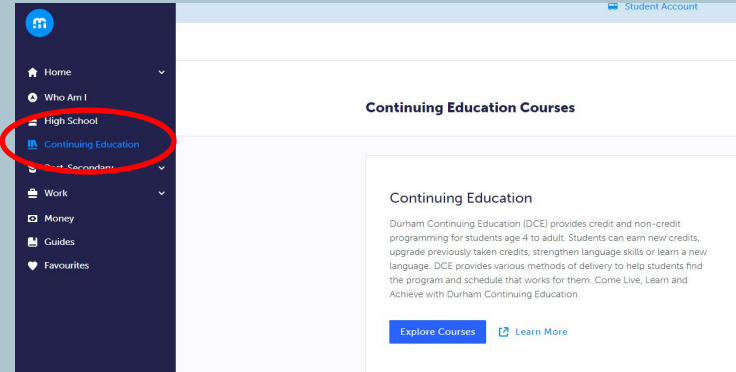 m
Student Account
Home
Who Am I
High School
Continuing Education
Post-Secondary
Work
Money
Guides
Favourites
Continuing Education Courses
Continuing Education
Durham Continuing Education (DCE) provides credit and non-credit
programming for students age 4 to adult. Students can earn new credits,
upgrade previously taken credits, strengthen language skills or learn a new
language. DCE provides various methods of delivery to help students find
the program and schedule that works for them. Come Live, Learn and
Achieve with Durham Continuing Education.
Explore Courses
Learn More